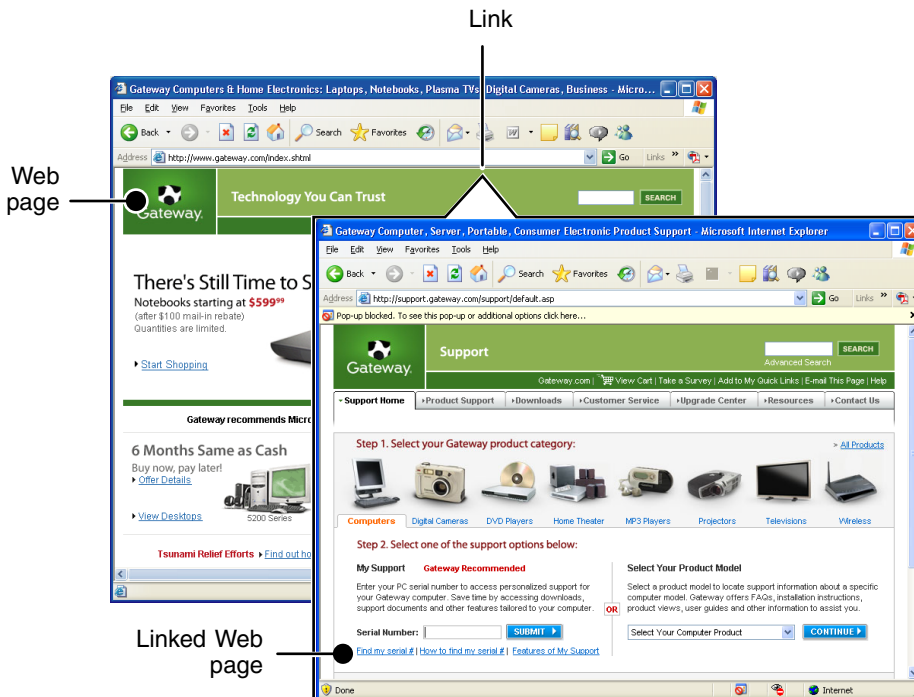 Link
Gateway Computers & Home Electronics: Laptops, Notebooks, Plasma TVs, Digital Cameras, Business - Micro...
File Edit View Favorites Tools Help
Back Search Favorites
Address http://www.gateway.com/index.shtml Go Links »
Web page
Gateway. Technology You Can Trust SEARCH
There's Still Time to S
Notebooks starting at $599⁹⁹
(after $100 mail-in rebate)
Quantities are limited.
Start Shopping
Gateway recommends Micro
6 Months Same as Cash
Buy now, pay later!
Offer Details
View Desktops 5200 Series
Tsunami Relief Efforts Find out ho
Gateway Computer, Server, Portable, Consumer Electronic Product Support - Microsoft Internet Explorer
File Edit View Favorites Tools Help
Back Search Favorites
Address http://support.gateway.com/support/default.asp Go Links »
Pop-up blocked. To see this pop-up or additional options click here... x
Gateway. Support SEARCH
Advanced Search
Gateway.com | View Cart | Take a Survey | Add to My Quick Links | E-mail This Page | Help
Support Home Product Support Downloads Customer Service Upgrade Center Resources Contact Us
Step 1. Select your Gateway product category: > All Products
Computers Digital Cameras DVD Players Home Theater MP3 Players Projectors Televisions Wireless
Step 2. Select one of the support options below:
My Support Gateway Recommended
Enter your PC serial number to access personalized support for
your Gateway computer. Save time by accessing downloads,
support documents and other features tailored to your computer.
Serial Number: SUBMIT
Find my serial # | How to find my serial # | Features of My Support
OR
Select Your Product Model
Select a product model to locate support information about a specific
computer model. Gateway offers FAQs, installation instructions,
product views, user guides and other information to assist you.
Select Your Computer Product CONTINUE
Linked Web
page
Done Internet